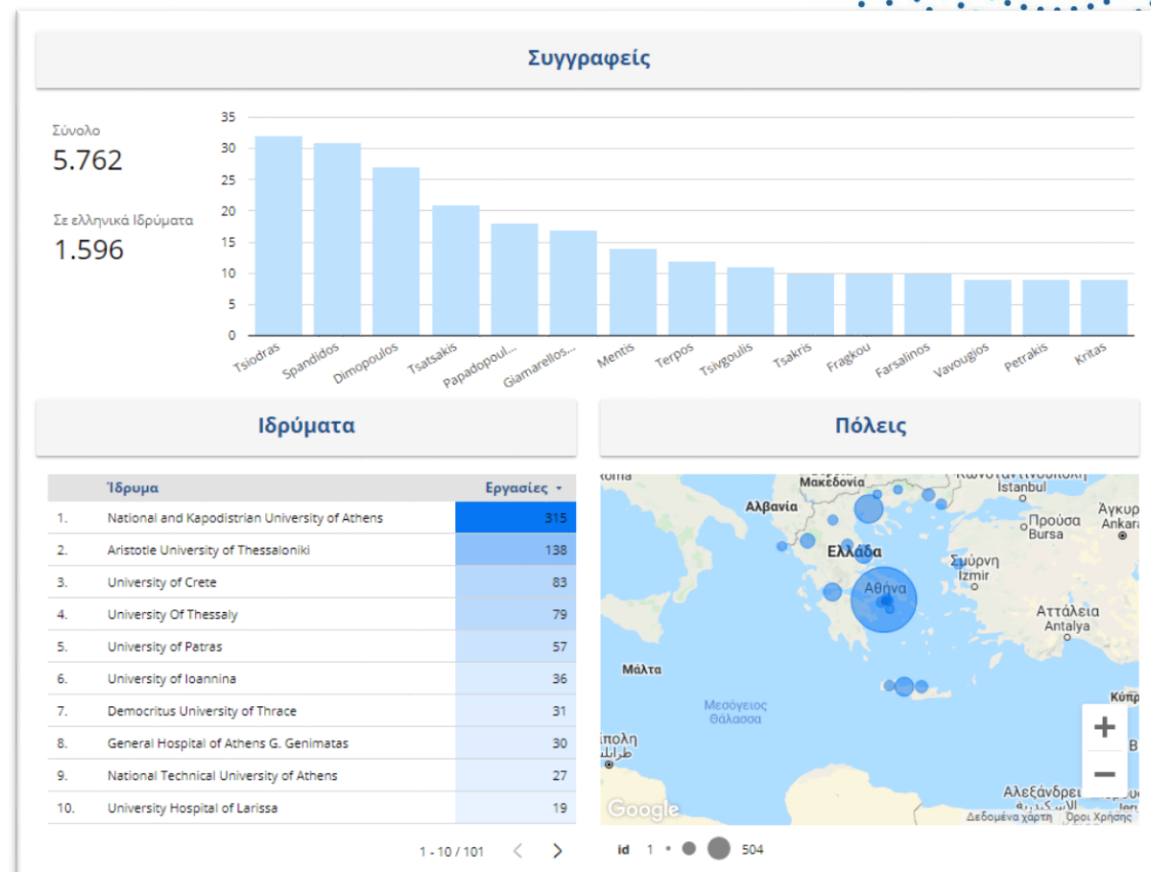 Συγγραφείς
Σύνολο
5.762
Σε ελληνικά Ιδρύματα
1.596
35
30
25
20
15
10
5
0
Tsiodras
Spandidos
Dimopoulos
Tsatsakis
Papadopoul...
Giamarellos...
Mentis
Terpos
Tsivgoulis
Tsakris
Fragkou
Farsalinos
Vavougios
Petrakis
Kritas
Ιδρύματα
Ίδρυμα Εργασίες
1. National and Kapodistrian University of Athens 315
2. Aristotle University of Thessaloniki 138
3. University of Crete 83
4. University Of Thessaly 79
5. University of Patras 57
6. University of Ioannina 36
7. Democritus University of Thrace 31
8. General Hospital of Athens G. Genimatas 30
9. National Technical University of Athens 27
10. University Hospital of Larissa 19
1 - 10 / 101
Πόλεις
Μακεδονία
Istanbul
Αλβανία
Άγκυρ
Ankara
Προύσα
Bursa
Ελλάδα
Σμύρνη
Izmir
Αθήνα
Αττάλεια
Antalya
Μάλτα
Κύπρ
Μεσόγειος
Θάλασσα
+
−
Αλεξάνδρει
Google
Δεδομένα χάρτη Όροι Χρήσης
id 1 504